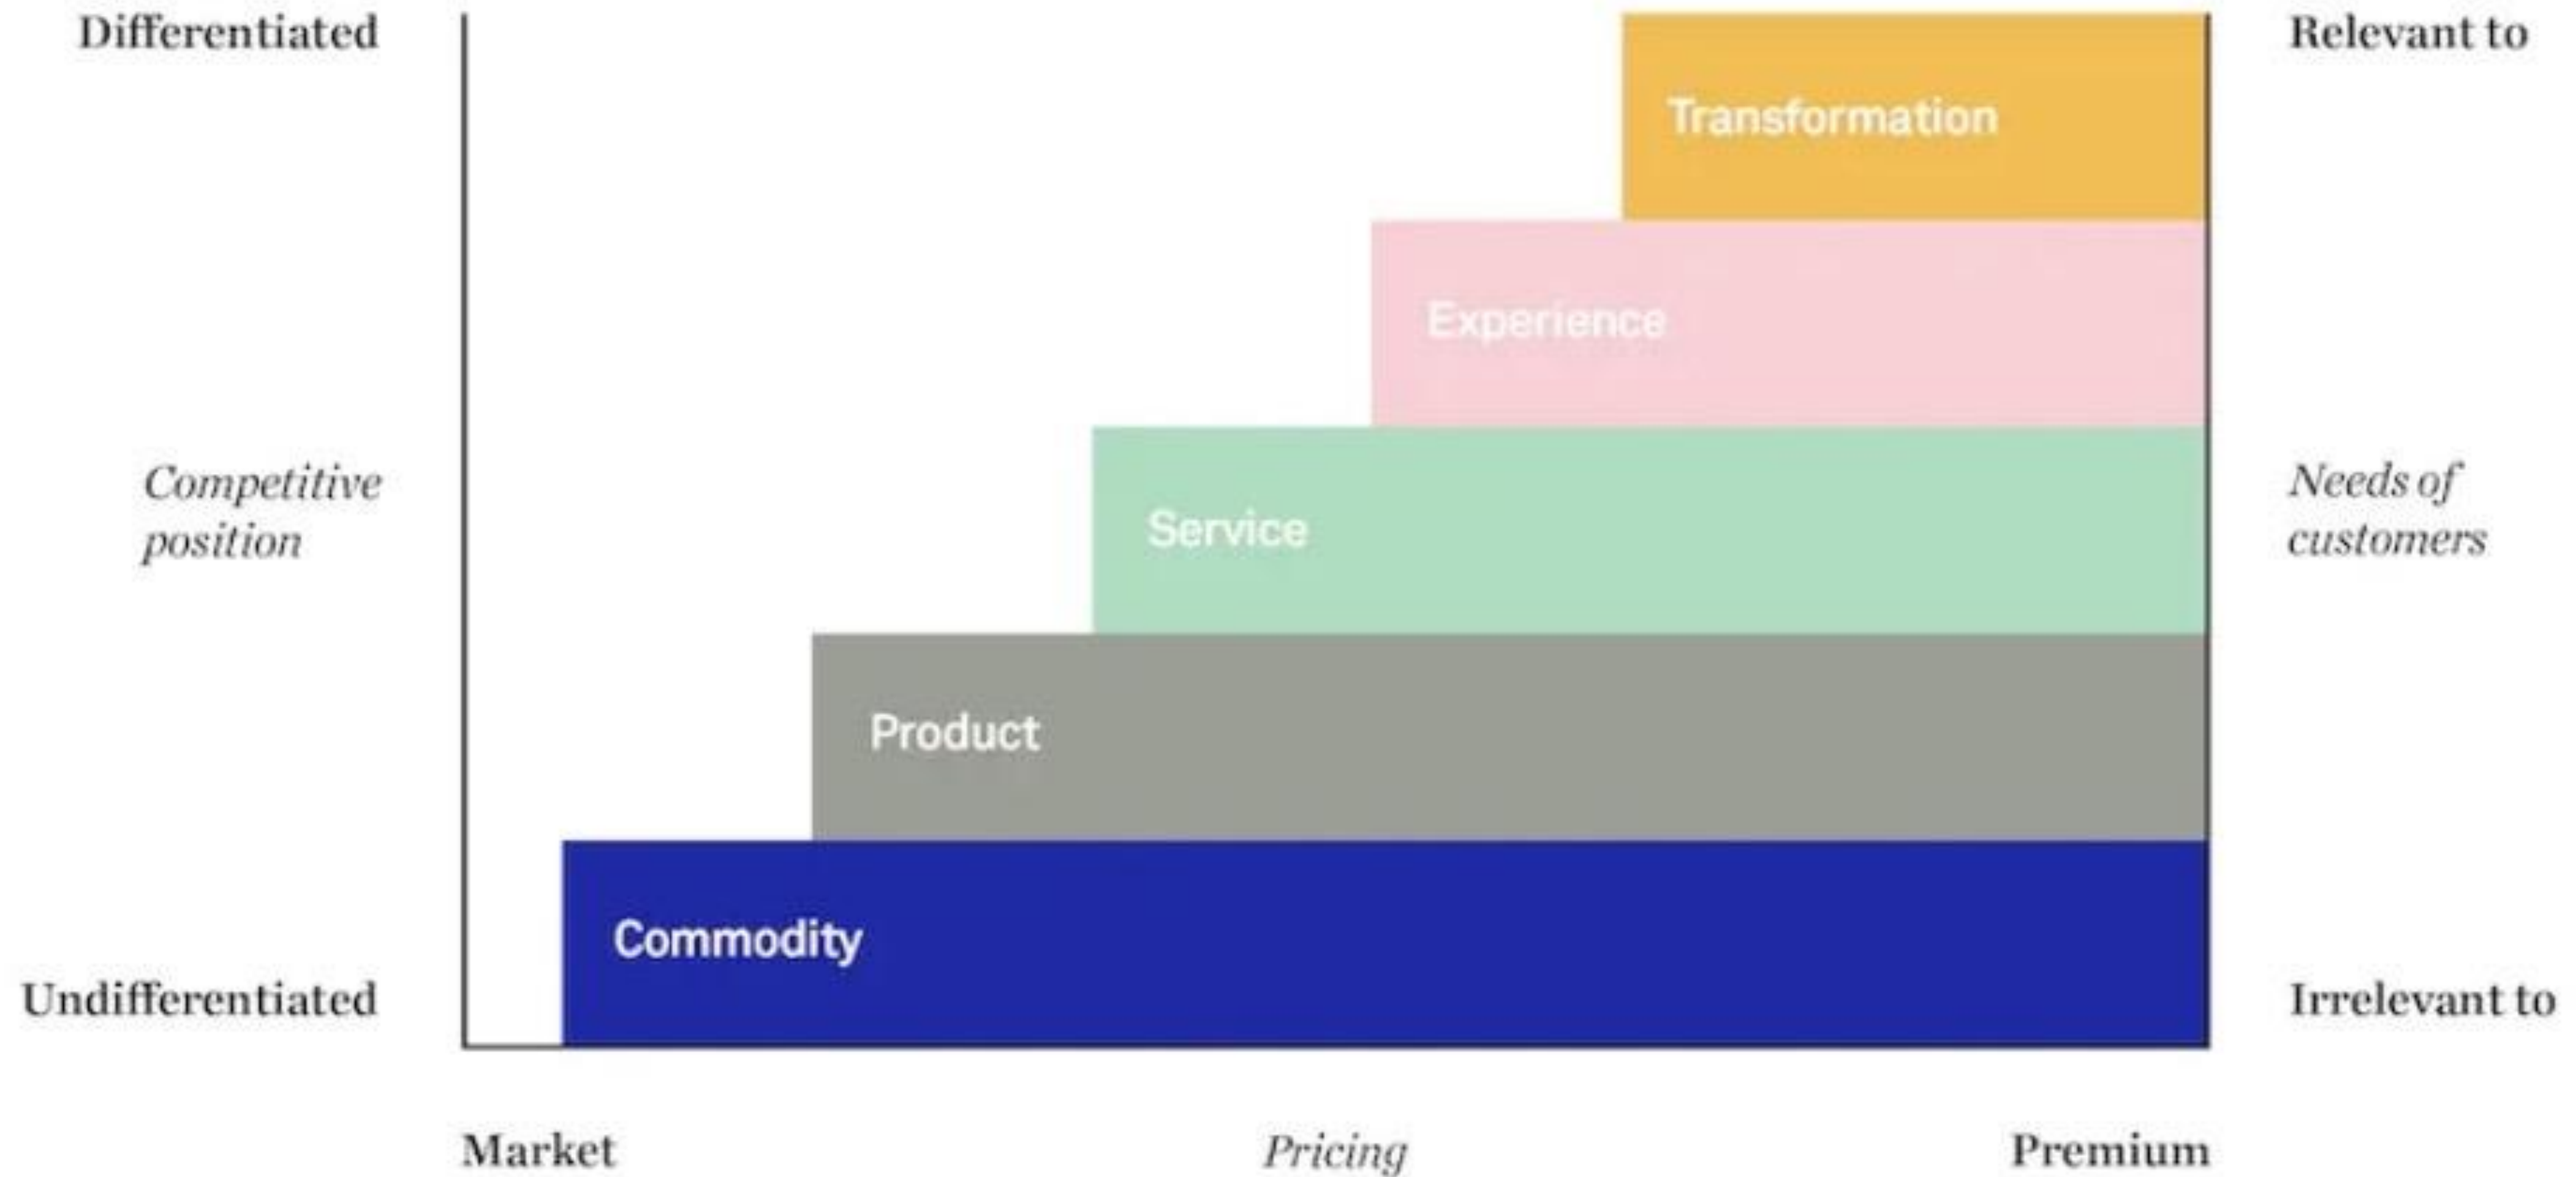 Differentiated
Relevant to
Transformation
Experience
Competitive
position
Needs of
customers
Service
Product
Commodity
Undifferentiated
Irrelevant to
Market
Pricing
Premium